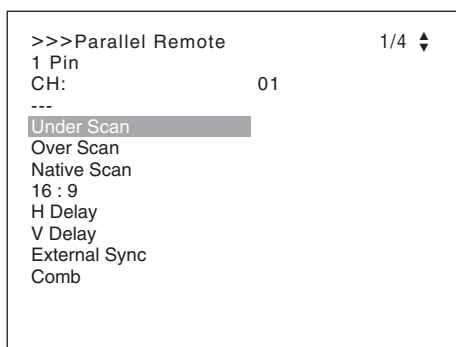 >>>Parallel Remote 1/4
1 Pin
CH: 01
---
Under Scan
Over Scan
Native Scan
16 : 9
H Delay
V Delay
External Sync
Comb